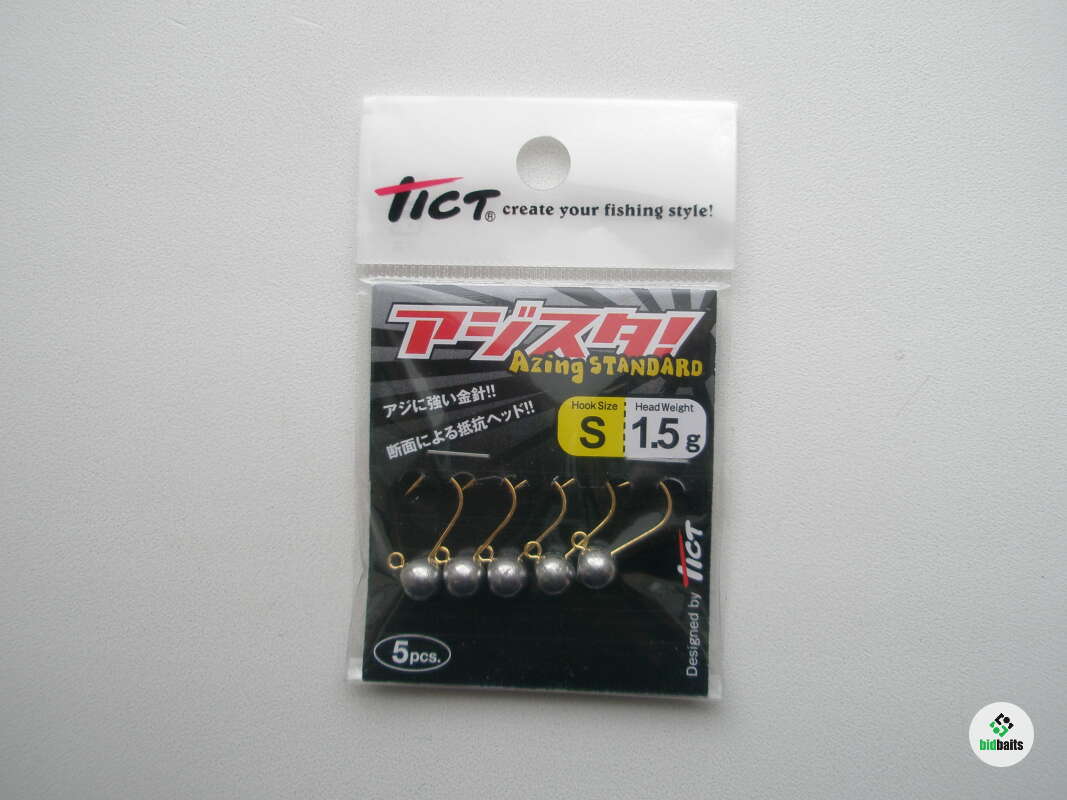 TICT® create your fishing style!
アジスタ!
Azing STANDARD
アジに強い金針!!
断面による抵抗ヘッド!!
Hook Size
S
Head Weight
1.5g
5pcs.
Designed by TICT
bidbaits